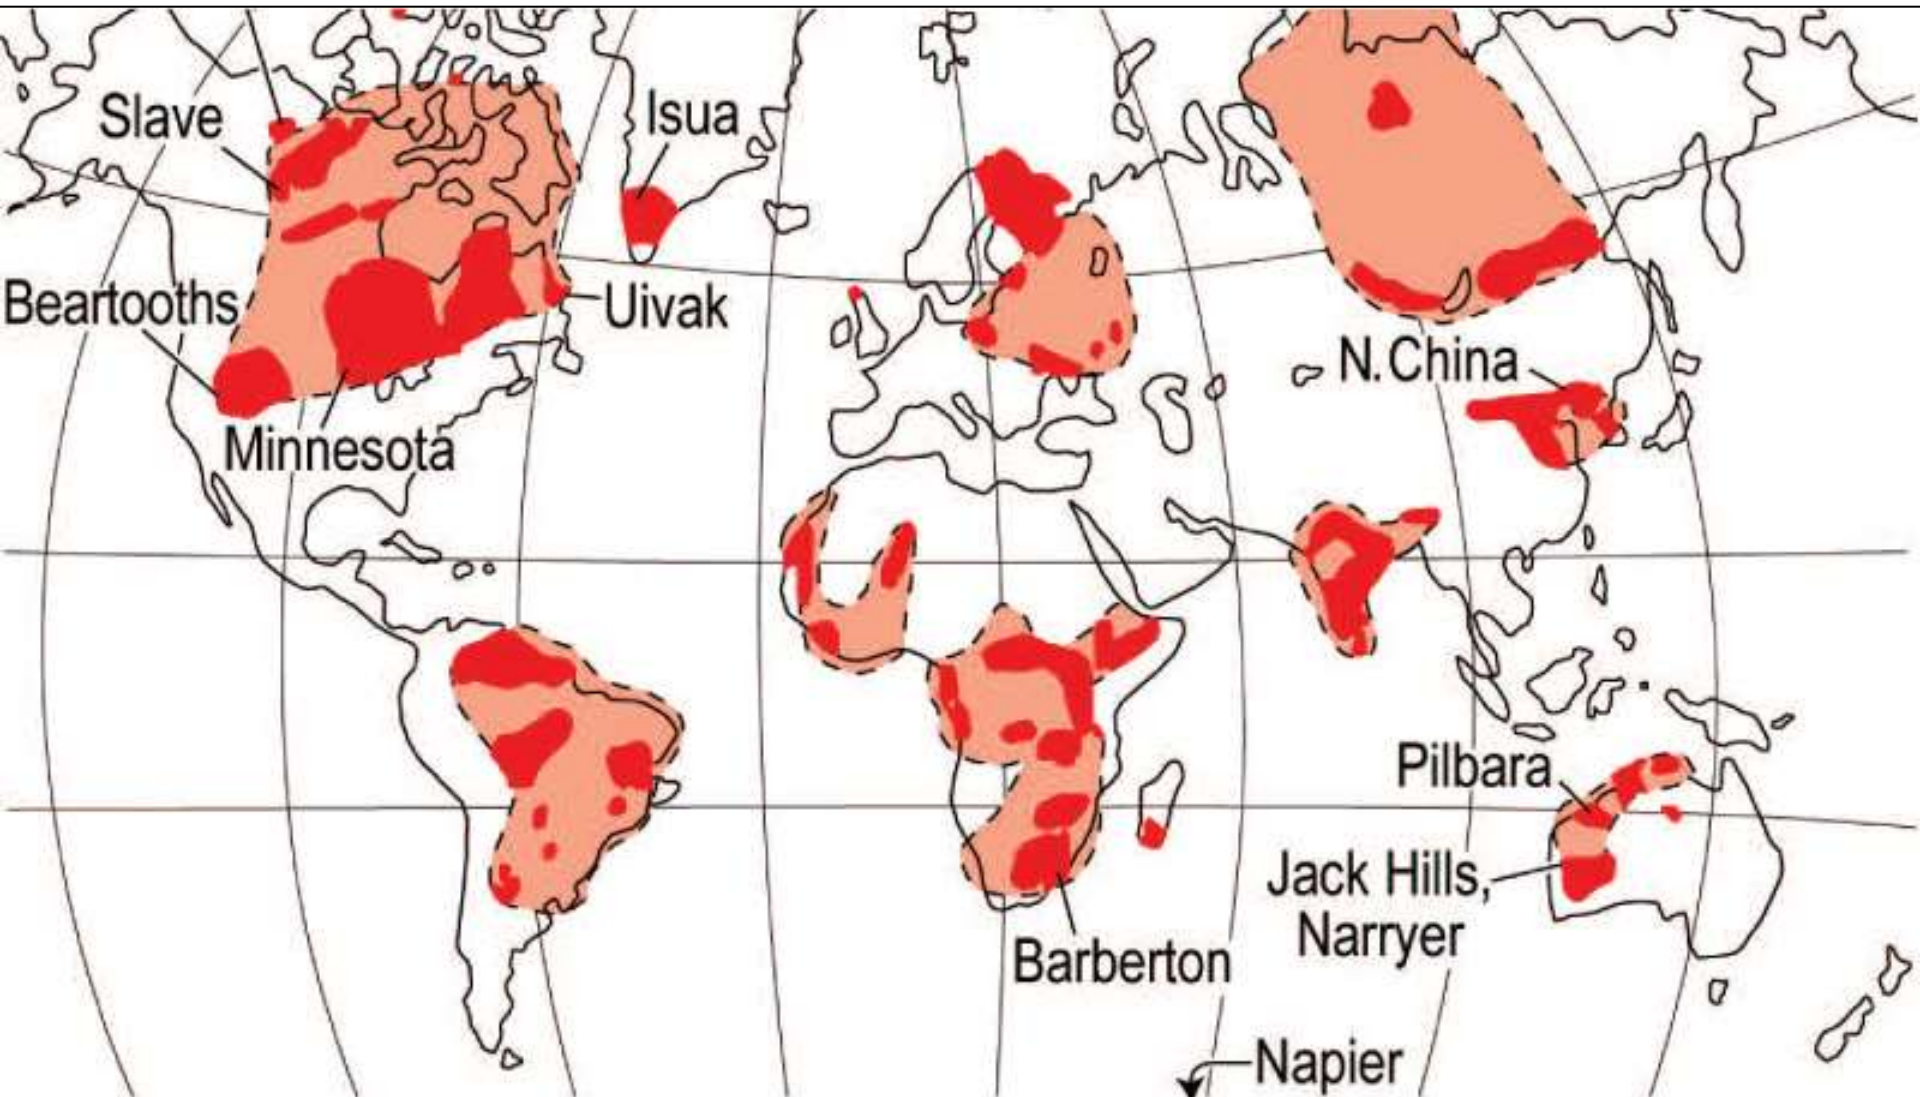 Slave
Isua
Beartooths
Uivak
N. China
Minnesota
Pilbara
Jack Hills,
Narryer
Barberton
Napier